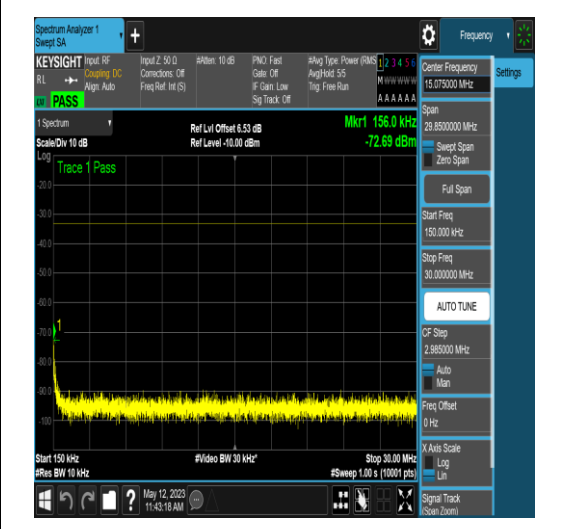 Spectrum Analyzer 1
Swept SA
Frequency
KEYSIGHT
RL
LXI
PASS
Input: RF
Coupling: DC
Align: Auto
Input Z: 50 Ω
Corrections: Off
Freq Ref: Int (S)
#Atten: 10 dB
PNO: Fast
Gate: Off
IF Gain: Low
Sig Track: Off
#Avg Type: Power (RMS
Avg|Hold: 5/5
Trig: Free Run
1 2 3 4 5 6
M W W W W W
A A A A A A
1 Spectrum
Scale/Div 10 dB
Ref Lvl Offset 6.53 dB
Ref Level -10.00 dBm
Mkr1 156.0 kHz
-72.69 dBm
Log
Trace 1 Pass
-20.0
-30.0
-40.0
-50.0
-60.0
-70.0
-80.0
-90.0
-100
1
Start 150 kHz
#Res BW 10 kHz
#Video BW 30 kHz*
Stop 30.00 MHz
#Sweep 1.00 s (10001 pts)
May 12, 2023
11:43:18 AM
Settings
Center Frequency
15.075000 MHz
Span
29.8500000 MHz
Swept Span
Zero Span
Full Span
Start Freq
150.000 kHz
Stop Freq
30.000000 MHz
AUTO TUNE
CF Step
2.985000 MHz
Auto
Man
Freq Offset
0 Hz
X Axis Scale
Log
Lin
Signal Track
(Span Zoom)